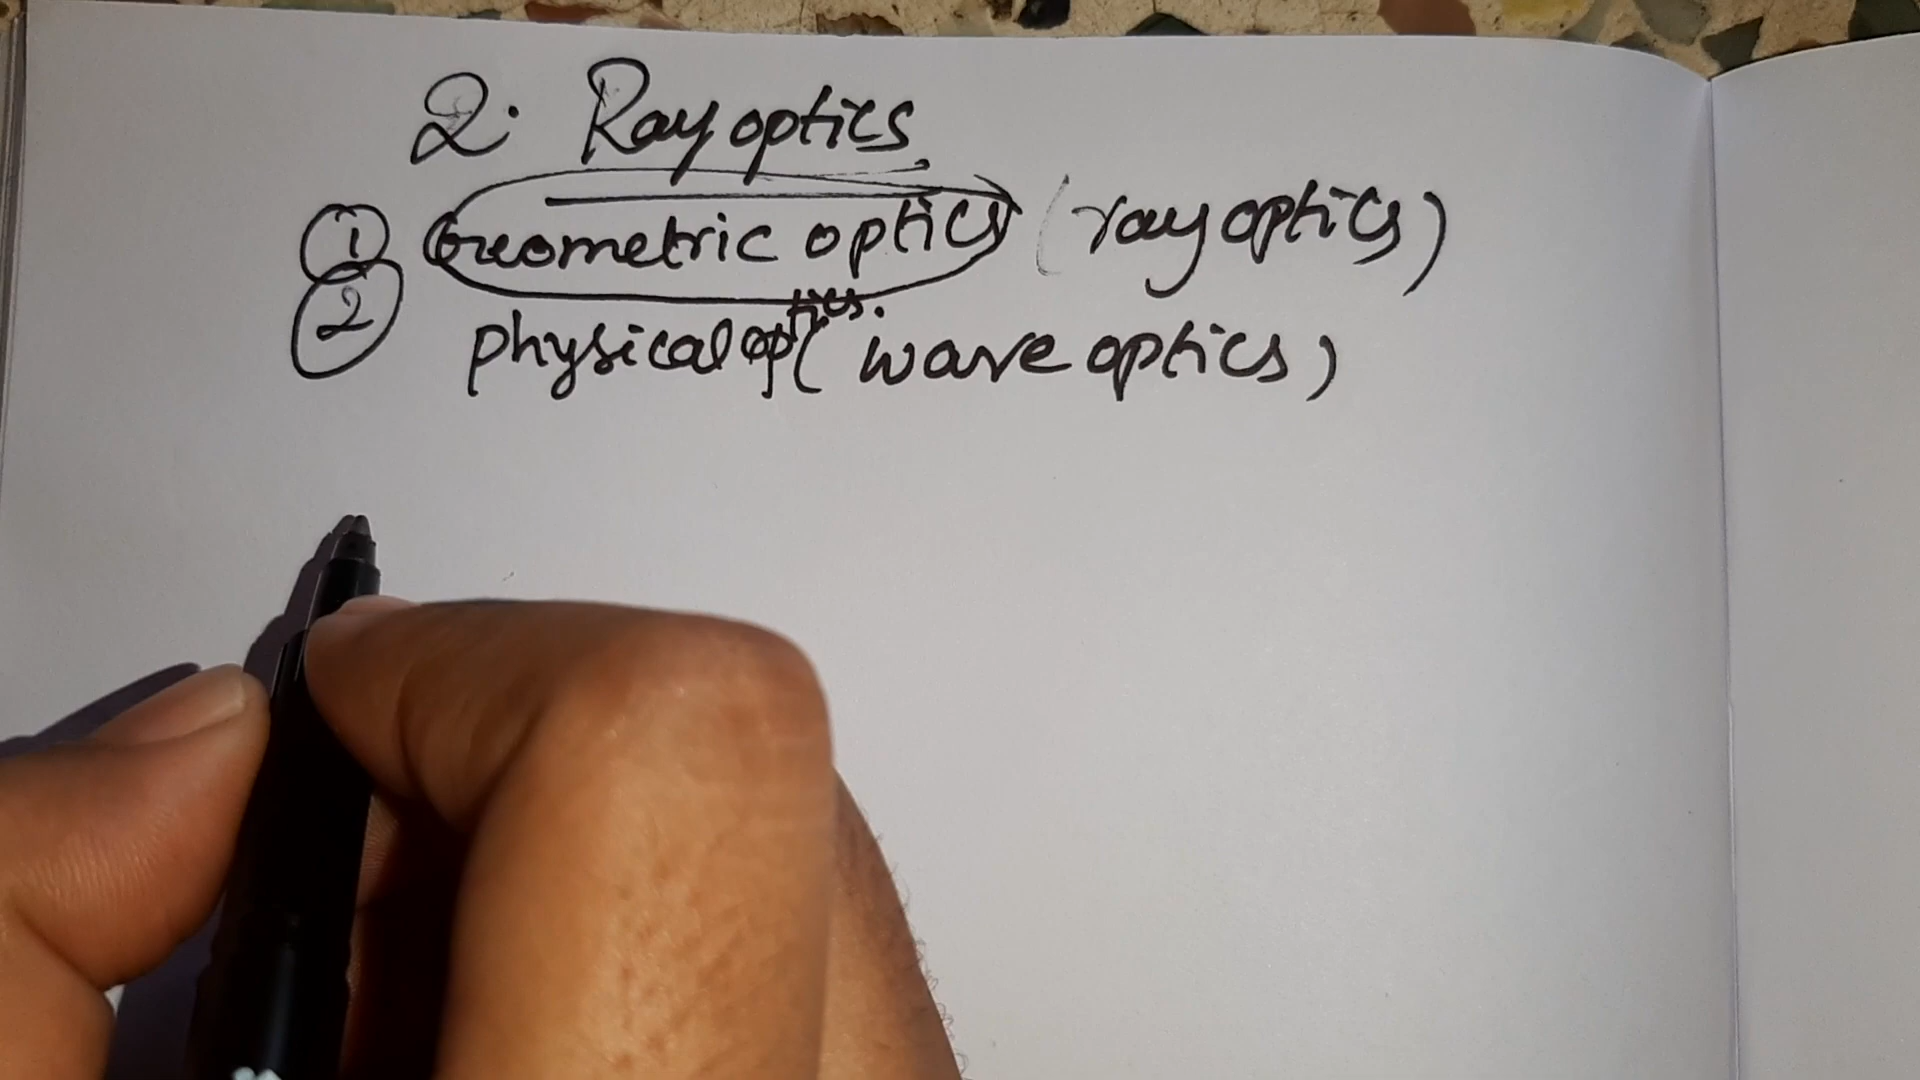 2. Ray optics
① Geometric optics (ray optics)
② physical optics. (wave optics)